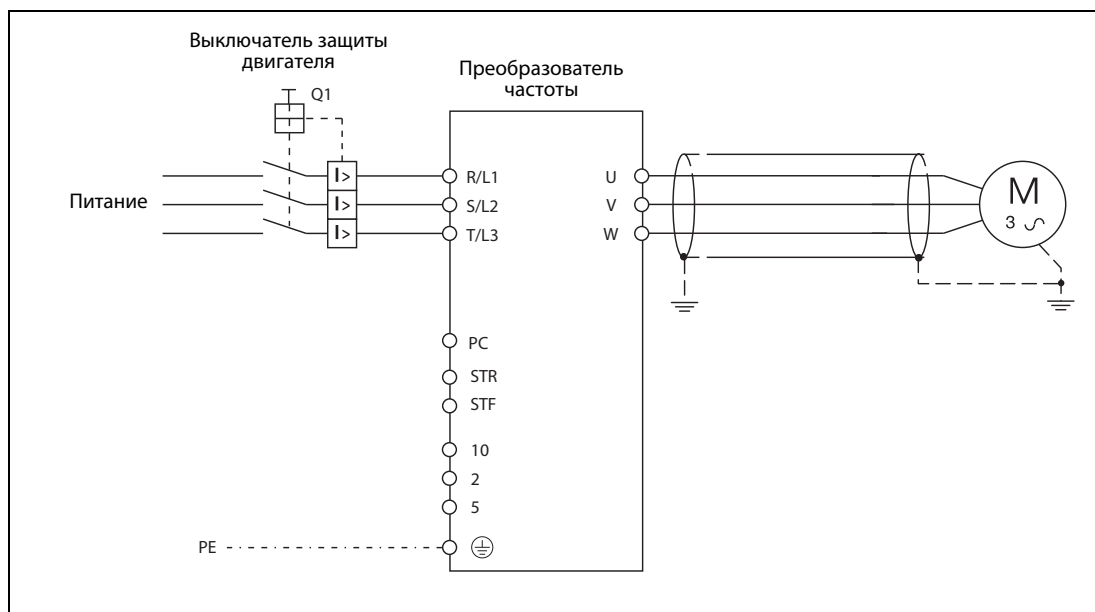 Выключатель защиты
двигателя
Q1
Преобразователь
частоты
Питание
I>
I>
I>
R/L1
S/L2
T/L3
U
V
W
M
3
PC
STR
STF
10
2
5
PE